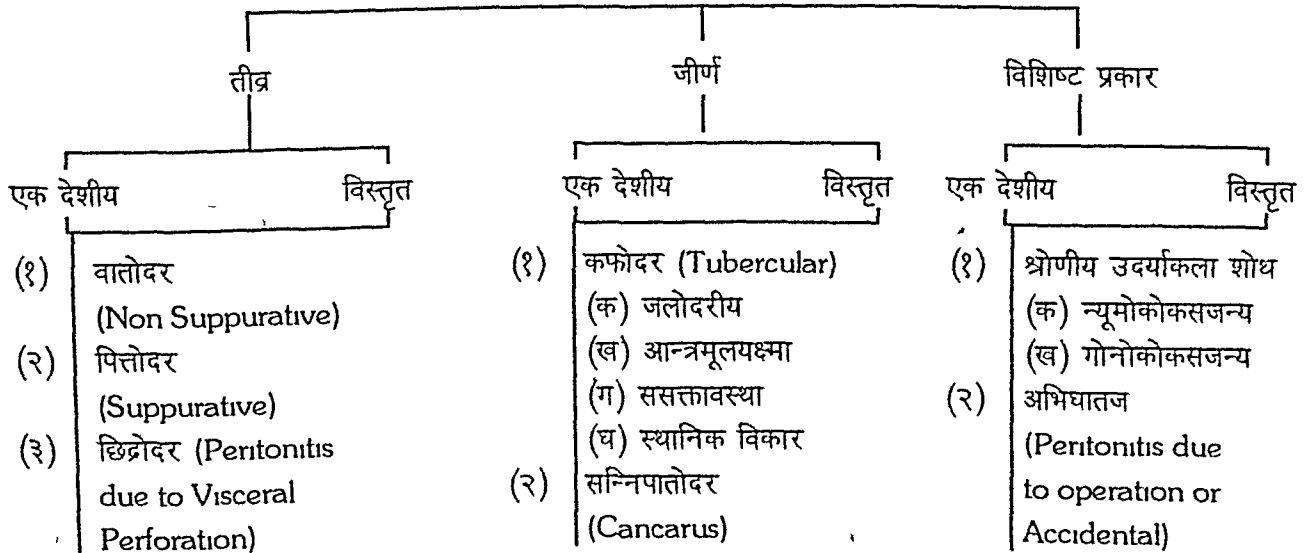 तीव्र
जीर्ण
विशिष्ट प्रकार
एक देशीय
विस्तृत
एक देशीय
विस्तृत
एक देशीय
विस्तृत
(१) वातोदर
(Non Suppurative)
(२) पित्तोदर
(Suppurative)
(३) छिद्रोदर (Peritonitis
due to Visceral
Perforation)
(१) कफोदर (Tubercular)
(क) जलोदरीय
(ख) आन्त्रमूलयक्ष्मा
(ग) ससक्तावस्था
(घ) स्थानिक विकार
(२) सन्निपातोदर
(Cancarus)
(१) श्रोणीय उदर्याकला शोथ
(क) न्यूमोकोकसजन्य
(ख) गोनोकोकसजन्य
(२) अभिघातज
(Peritonitis due
to operation or
Accidental)